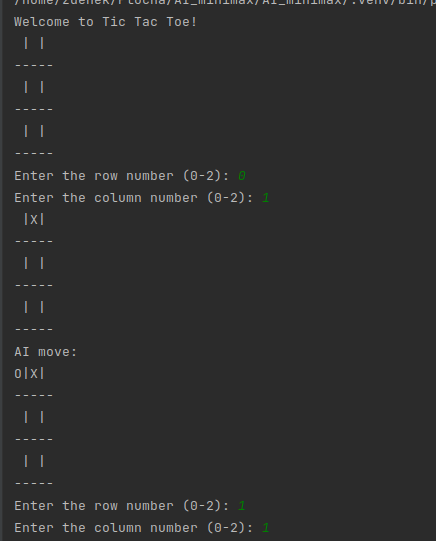 /home/zdenek/Plocha/AI_minimax/AI_minimax/.venv/bin/p
Welcome to Tic Tac Toe!
 | |
-----
 | |
-----
 | |
-----
Enter the row number (0-2): 0
Enter the column number (0-2): 1
 |X|
-----
 | |
-----
 | |
-----
AI move:
O|X|
-----
 | |
-----
 | |
-----
Enter the row number (0-2): 1
Enter the column number (0-2): 1